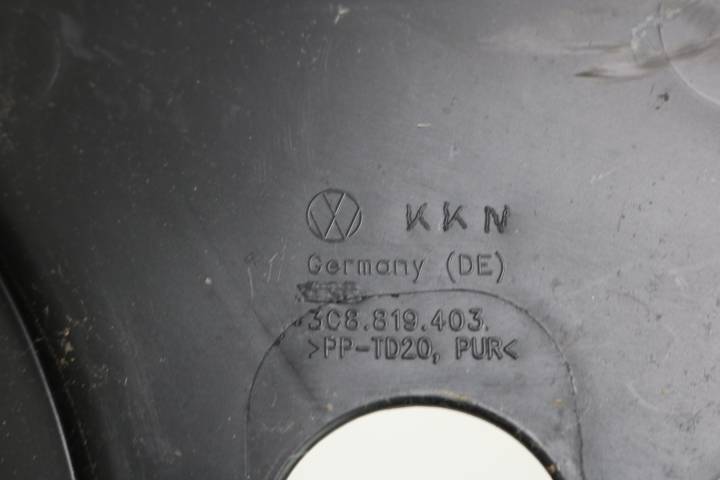 KKN
Germany (DE)
3C8.819.403.
>PP-TD20, PUR<